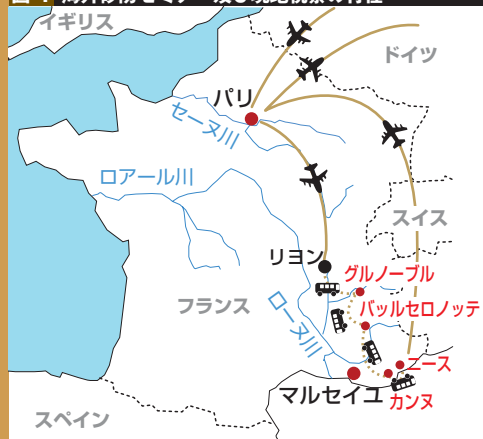 イギリス
ドイツ
パリ
セーヌ川
ロアール川
スイス
リヨン
グルノーブル
フランス
バッルセロノッテ
ローヌ川
ニース
マルセイユ
カンヌ
スペイン